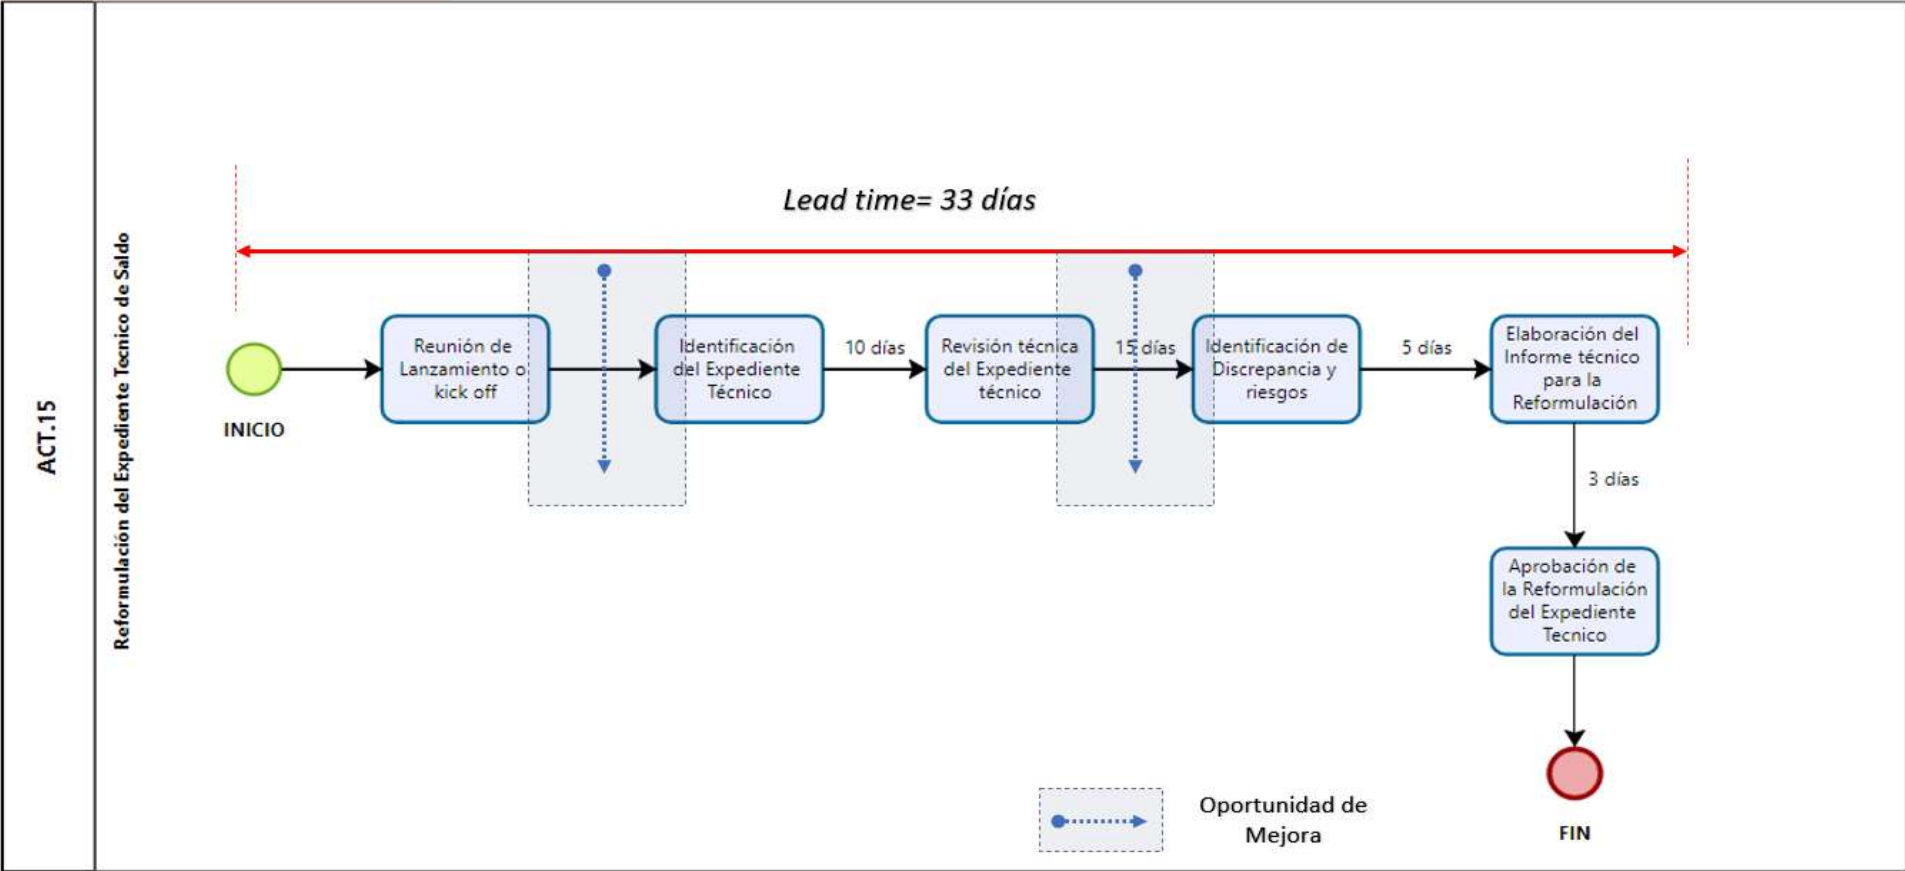 ACT.15
Reformulación del Expediente Tecnico de Saldo
Lead time= 33 días
INICIO
Reunión de
Lanzamiento o
kick off
Identificación
del Expediente
Técnico
10 días
Revisión técnica
del Expediente
técnico
15 días
Identificación de
Discrepancia y
riesgos
5 días
Elaboración del
Informe técnico
para la
Reformulación
3 días
Aprobación de
la Reformulación
del Expediente
Tecnico
FIN
Oportunidad de
Mejora